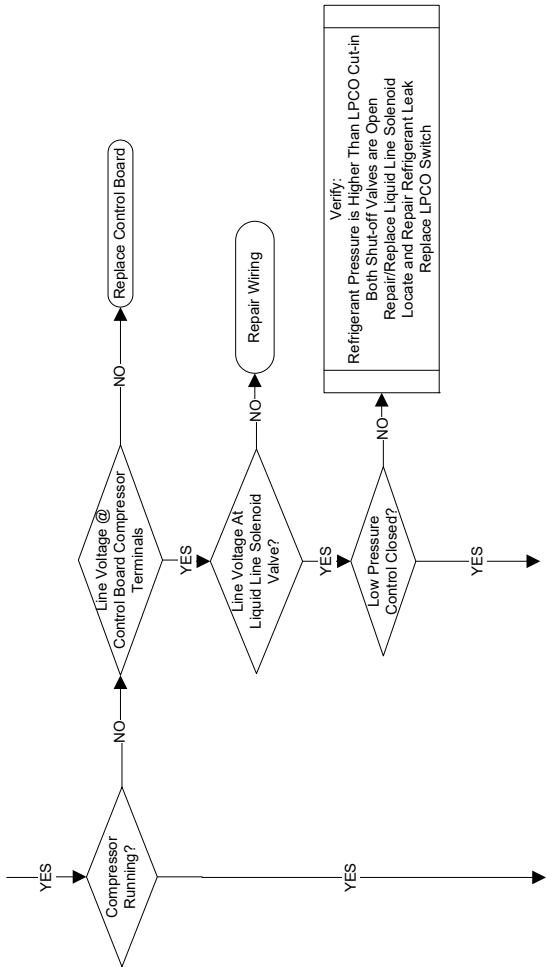 YES
Compressor
Running?
NO
Line Voltage @
Control Board Compressor
Terminals
NO
Replace Control Board
YES
Line Voltage At
Liquid Line Solenoid
Valve?
NO
Repair Wiring
YES
Low Pressure
Control Closed?
NO
Verify:
Refrigerant Pressure is Higher Than LPCO Cut-in
Both Shut-off Valves are Open
Repair/Replace Liquid Line Solenoid
Locate and Repair Refrigerant Leak
Replace LPCO Switch
YES
YES